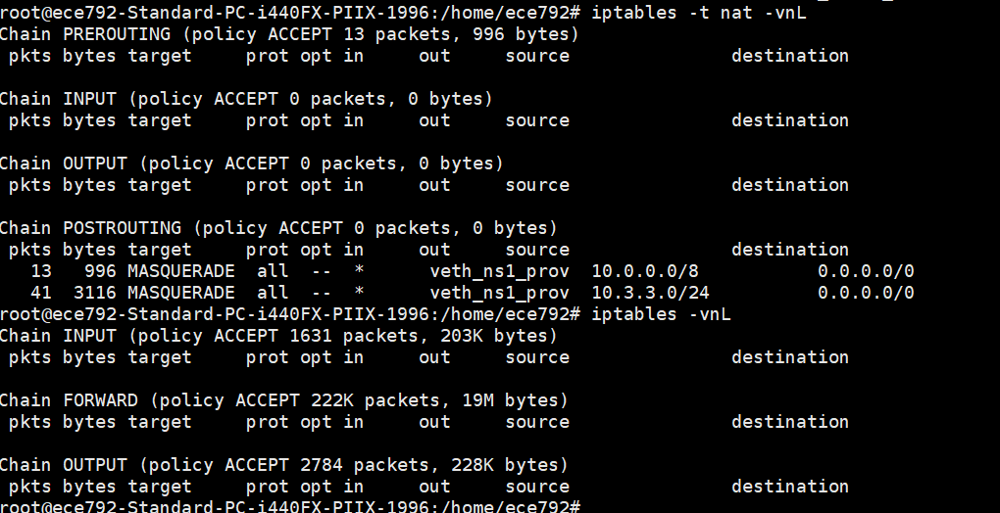 root@ece792-Standard-PC-i440FX-PIIX-1996:/home/ece792# iptables -t nat -vnL
Chain PREROUTING (policy ACCEPT 13 packets, 996 bytes)
 pkts bytes target     prot opt in     out     source               destination
Chain INPUT (policy ACCEPT 0 packets, 0 bytes)
 pkts bytes target     prot opt in     out     source               destination
Chain OUTPUT (policy ACCEPT 0 packets, 0 bytes)
 pkts bytes target     prot opt in     out     source               destination
Chain POSTROUTING (policy ACCEPT 0 packets, 0 bytes)
 pkts bytes target     prot opt in     out     source               destination
   13   996 MASQUERADE  all  --  *      veth_ns1_prov  10.0.0.0/8           0.0.0.0/0
   41  3116 MASQUERADE  all  --  *      veth_ns1_prov  10.3.3.0/24          0.0.0.0/0
root@ece792-Standard-PC-i440FX-PIIX-1996:/home/ece792# iptables -vnL
Chain INPUT (policy ACCEPT 1631 packets, 203K bytes)
 pkts bytes target     prot opt in     out     source               destination
Chain FORWARD (policy ACCEPT 222K packets, 19M bytes)
 pkts bytes target     prot opt in     out     source               destination
Chain OUTPUT (policy ACCEPT 2784 packets, 228K bytes)
 pkts bytes target     prot opt in     out     source               destination
root@ece792-Standard-PC-i440FX-PIIX-1996:/home/ece792#